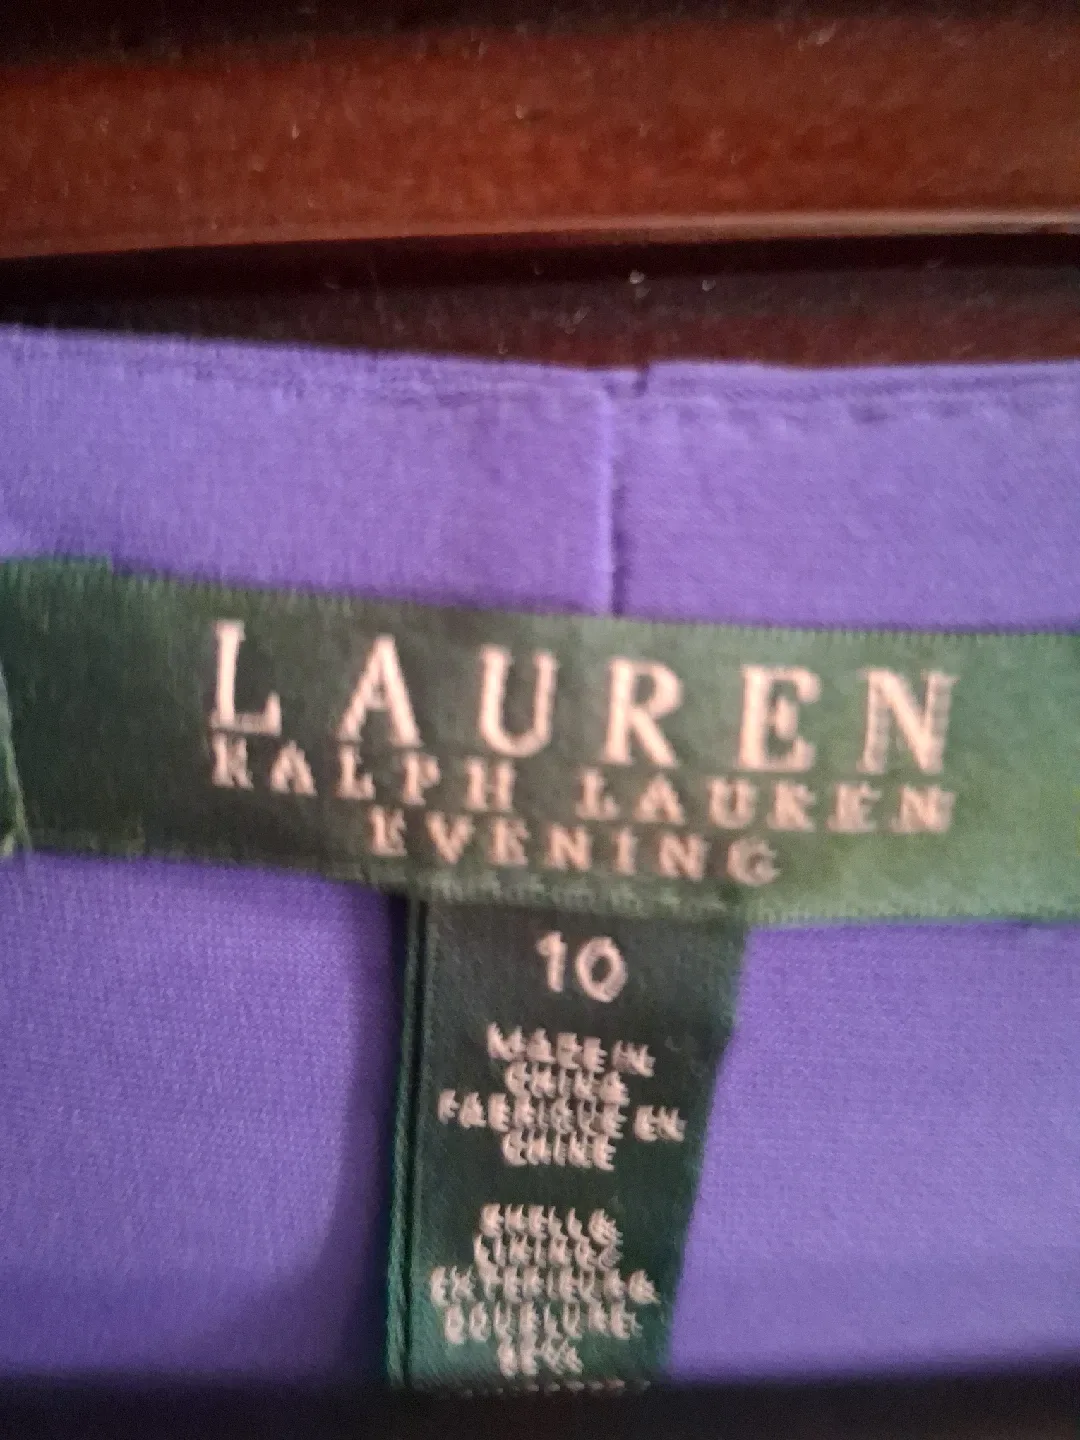 LAUREN
RALPH LAUREN
EVENING
10
MADE IN
CHINA
FABRIQUE EN
CHINE
SHELL &
LINING
EXTERIEUR &
DOUBLURE